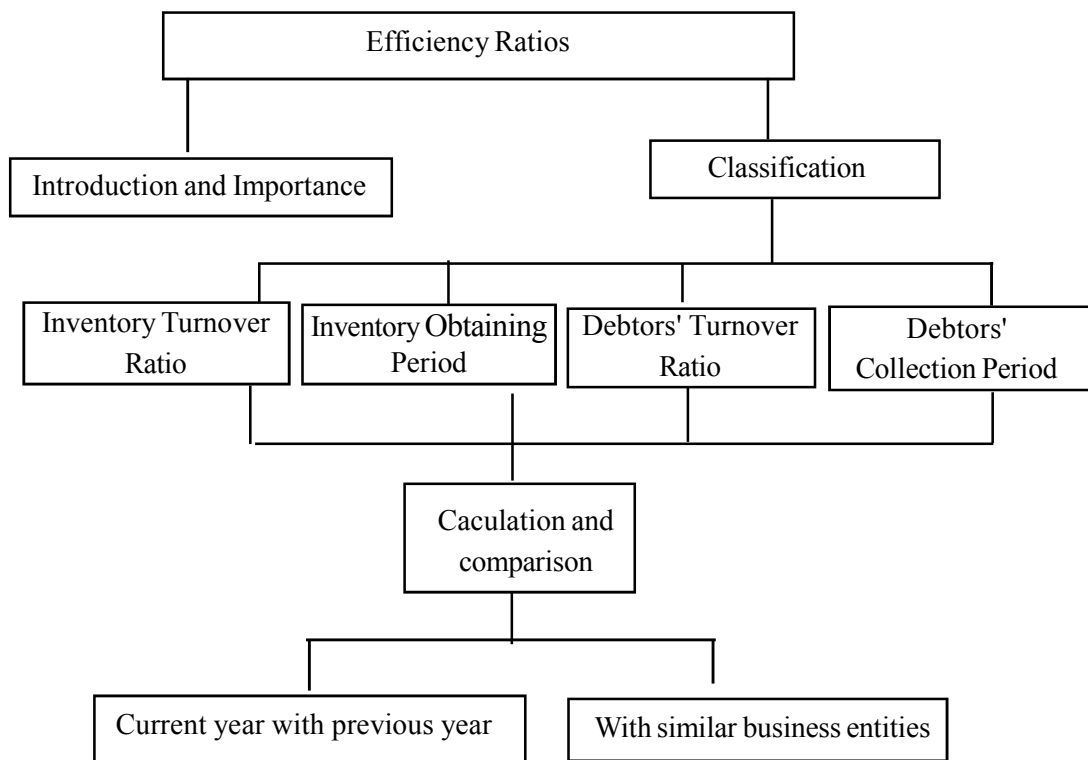 Efficiency Ratios
Introduction and Importance
Classification
Inventory Turnover
Ratio
Inventory Obtaining
Period
Debtors' Turnover
Ratio
Debtors'
Collection Period
Caculation and
comparison
Current year with previous year
With similar business entities